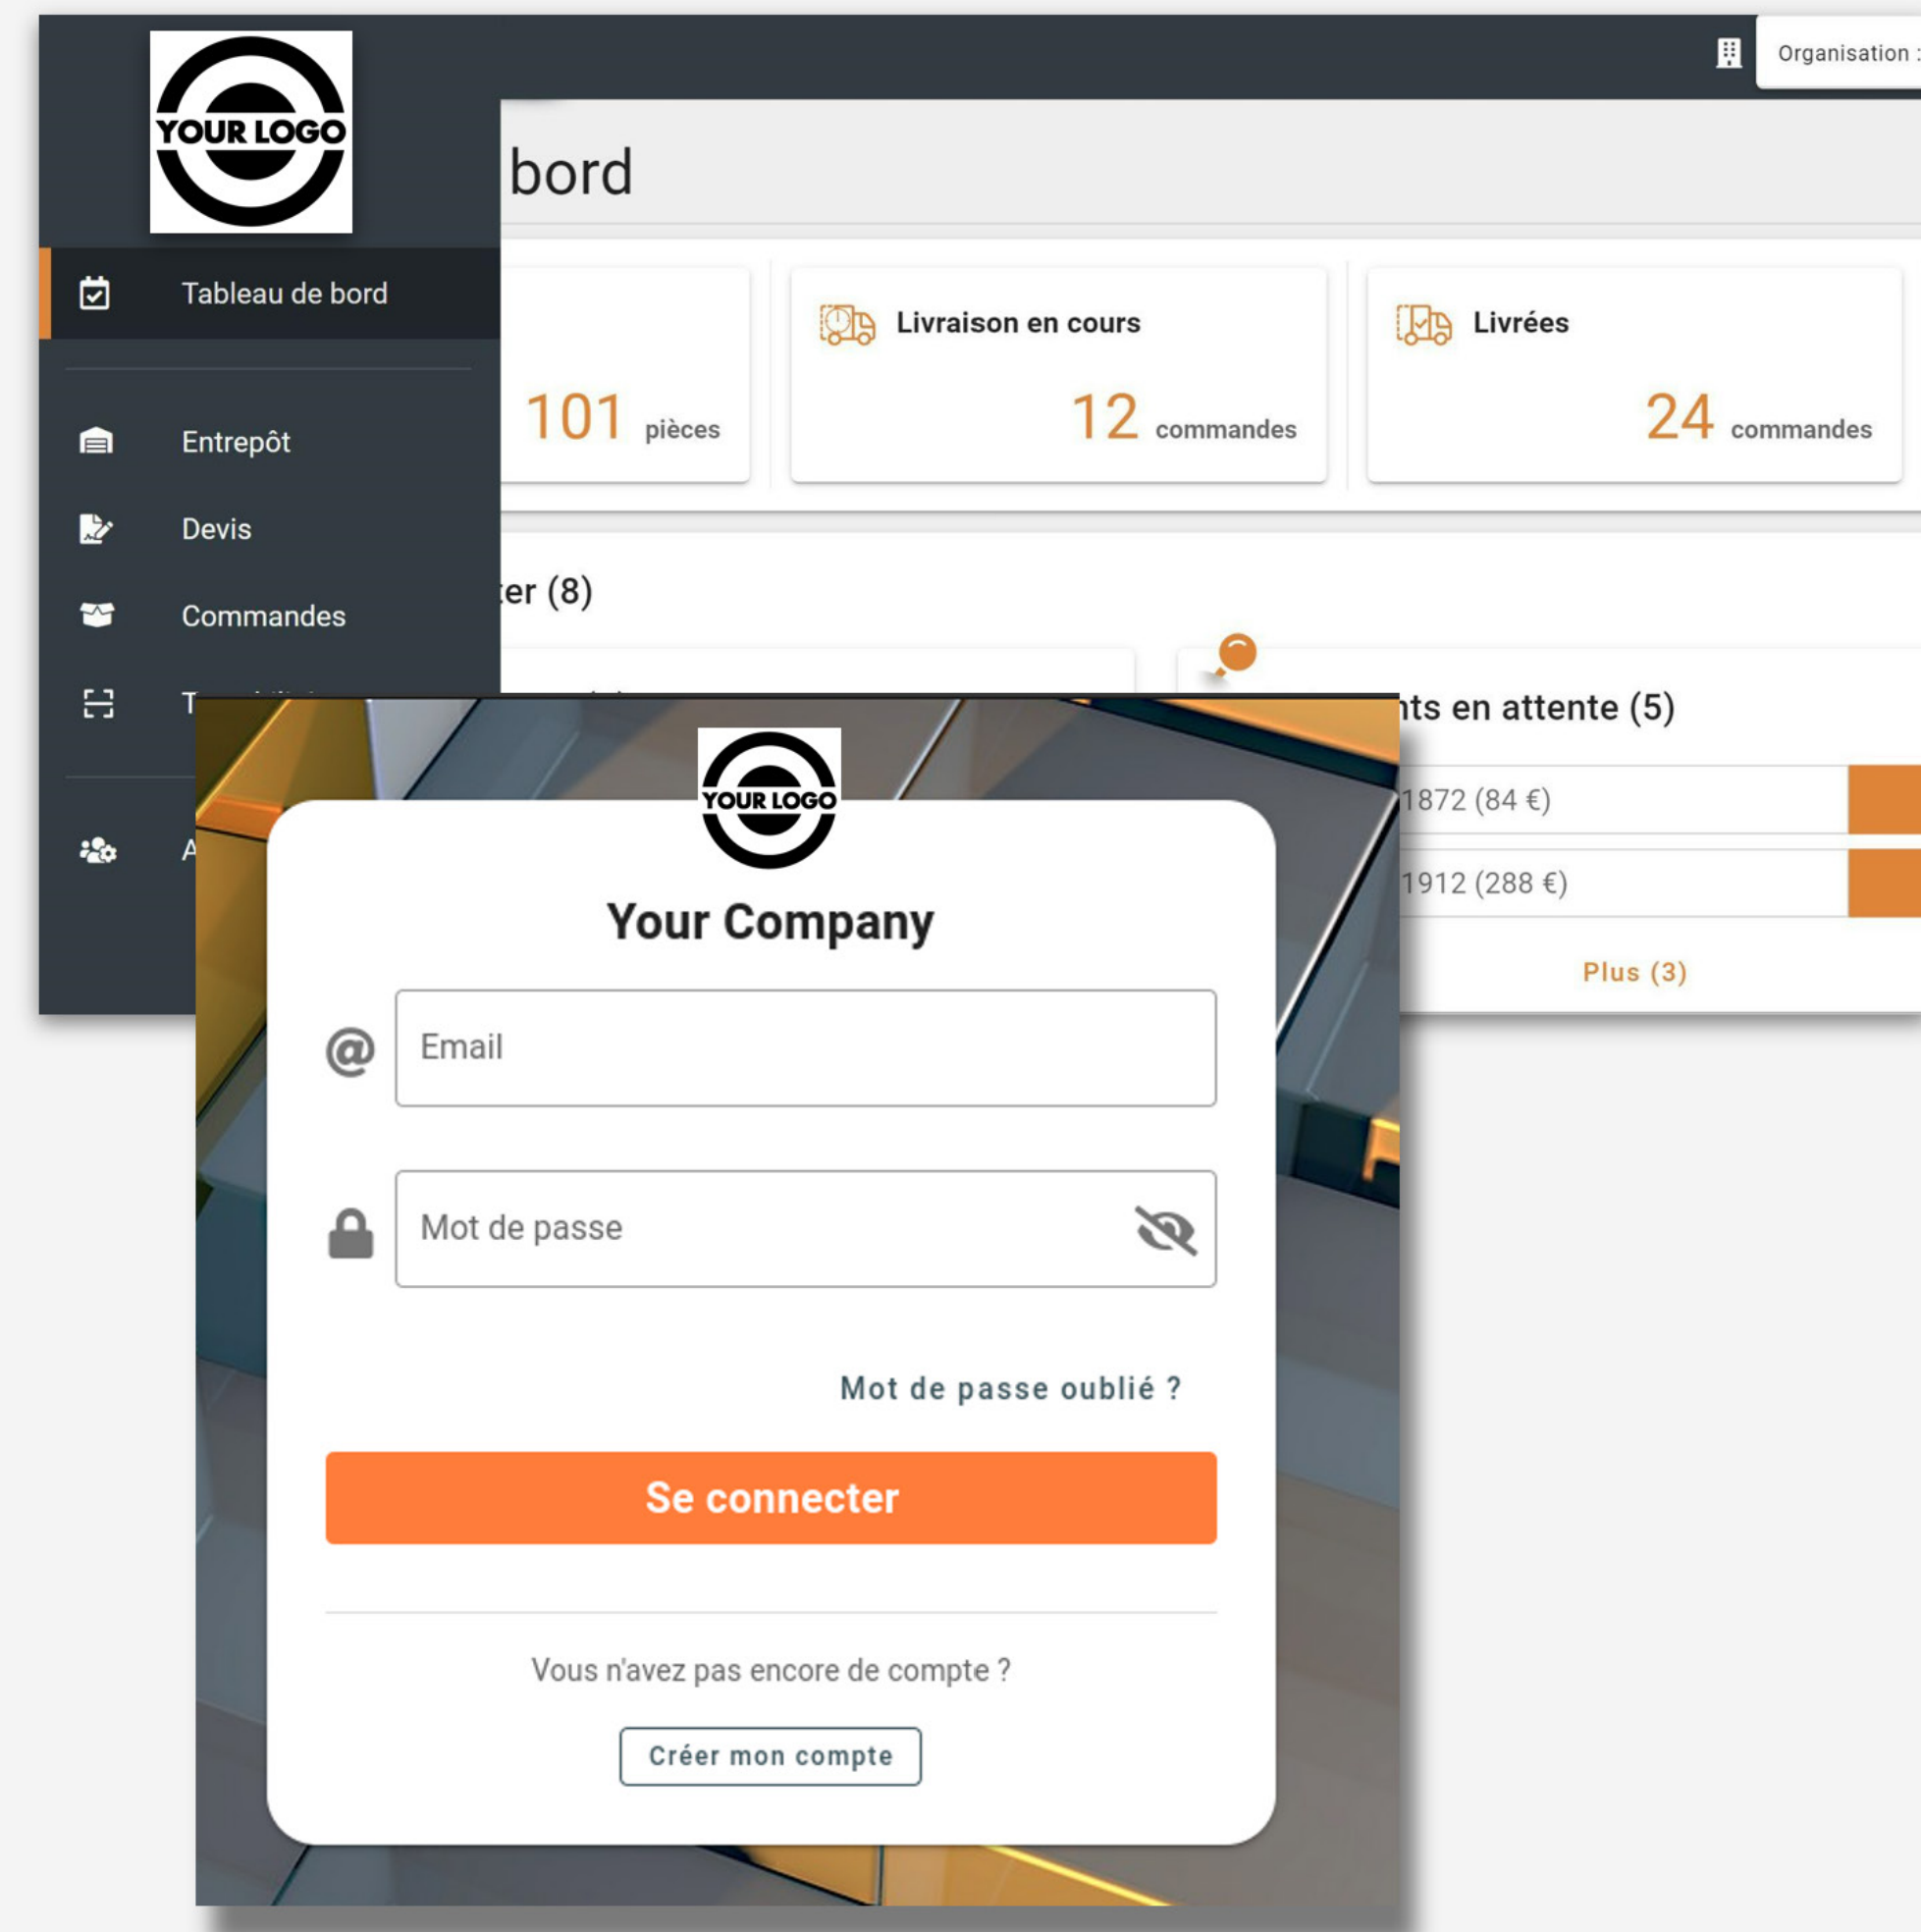 YOUR LOGO
Organisation :
bord
Tableau de bord
Entrepôt
Devis
Commandes
101 pièces
Livraison en cours
12 commandes
Livrées
24 commandes
(8)
en attente (5)
1872 (84 €)
1912 (288 €)
Plus (3)
YOUR LOGO
Your Company
@
Email
Mot de passe
Mot de passe oublié ?
Se connecter
Vous n'avez pas encore de compte ?
Créer mon compte